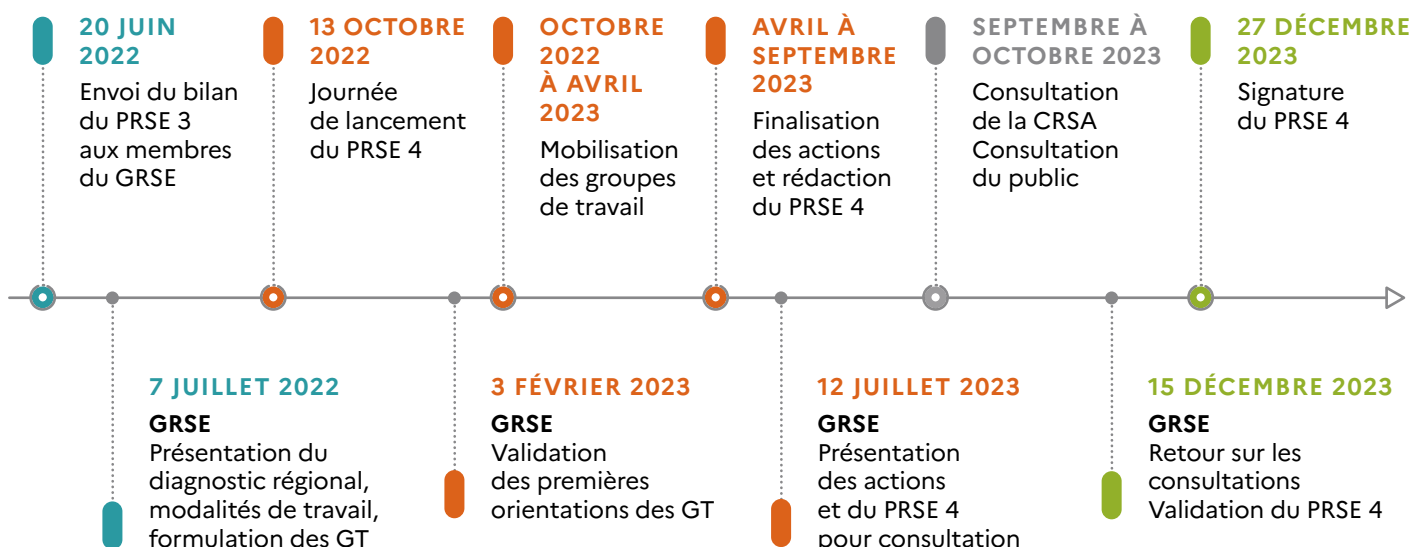 20 JUIN
2022
Envoi du bilan
du PRSE 3
aux membres
du GRSE
13 OCTOBRE
2022
Journée
de lancement
du PRSE 4
OCTOBRE
2022
À AVRIL
2023
Mobilisation
des groupes
de travail
AVRIL À
SEPTEMBRE
2023
Finalisation
des actions
et rédaction
du PRSE 4
SEPTEMBRE À
OCTOBRE 2023
Consultation
de la CRSA
Consultation
du public
27 DÉCEMBRE
2023
Signature
du PRSE 4
7 JUILLET 2022
GRSE
Présentation du
diagnostic régional,
modalités de travail,
formulation des GT
3 FÉVRIER 2023
GRSE
Validation
des premières
orientations des GT
12 JUILLET 2023
GRSE
Présentation
des actions
et du PRSE 4
pour consultation
15 DÉCEMBRE 2023
GRSE
Retour sur les
consultations
Validation du PRSE 4